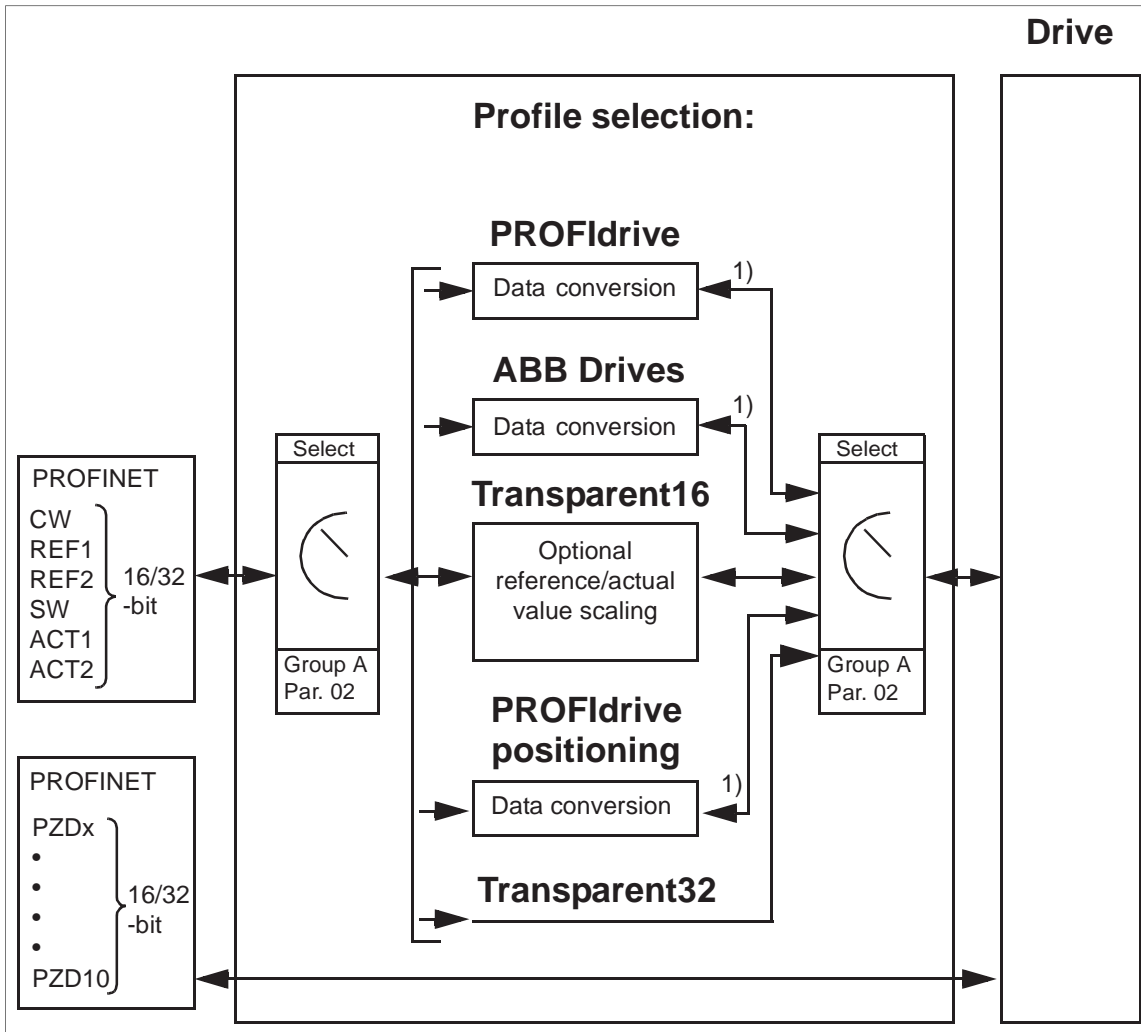 Drive
Profile selection:
PROFIdrive
Data conversion
1)
ABB Drives
Data conversion
1)
Select
Group A
Par. 02
Transparent16
Optional
reference/actual
value scaling
Select
Group A
Par. 02
PROFINET
CW
REF1
REF2
SW
ACT1
ACT2
16/32
-bit
PROFIdrive
positioning
Data conversion
1)
Transparent32
PROFINET
PZDx
•
•
•
•
PZD10
16/32
-bit